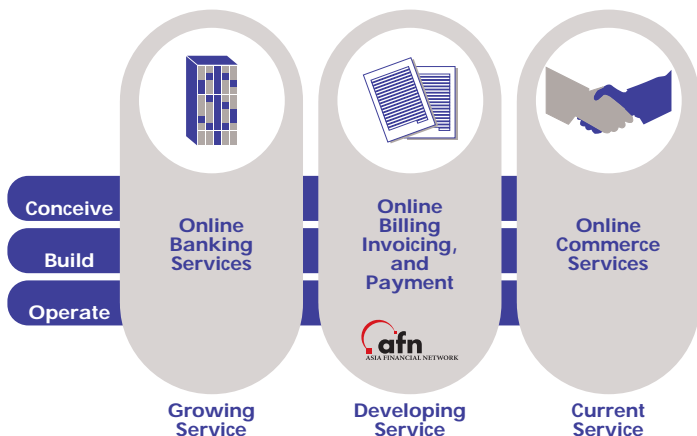 Conceive
Build
Operate
Online
Banking
Services
Online
Billing
Invoicing,
and
Payment
afn
ASIA FINANCIAL NETWORK
Online
Commerce
Services
Growing
Service
Developing
Service
Current
Service